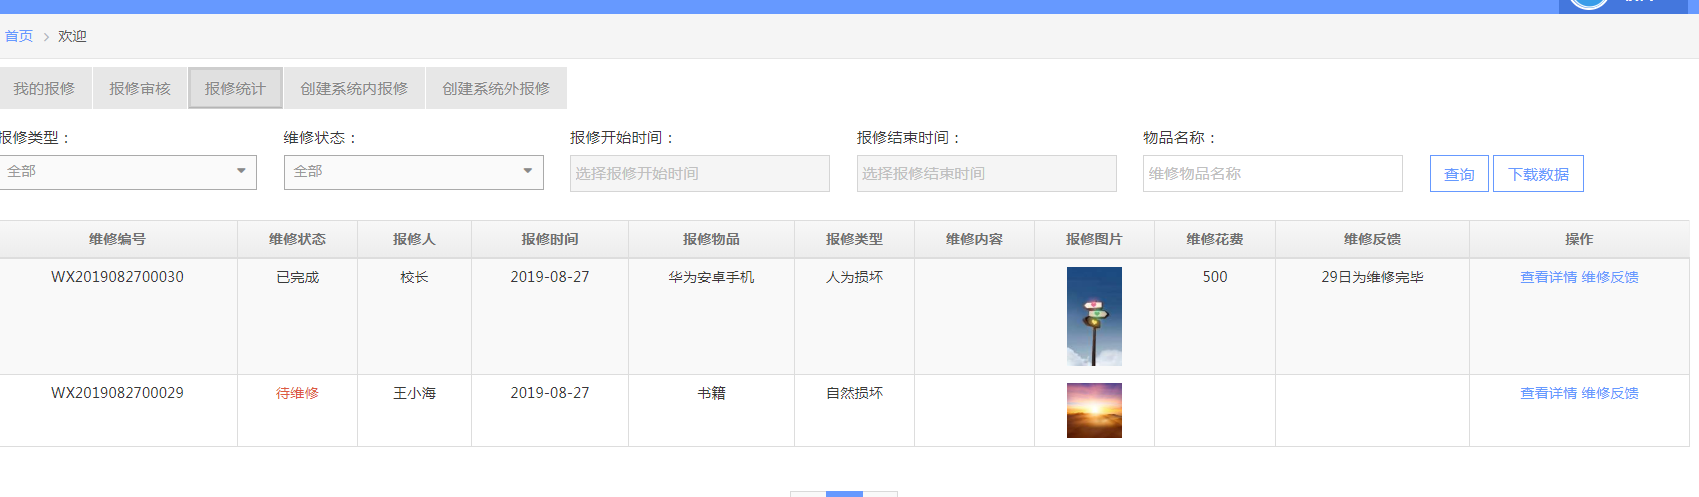 首页 > 欢迎
我的报修 报修审核 报修统计 创建系统内报修 创建系统外报修
报修类型： 维修状态： 报修开始时间： 报修结束时间： 物品名称：
全部 全部 选择报修开始时间 选择报修结束时间 维修物品名称 查询 下载数据
维修编号 维修状态 报修人 报修时间 报修物品 报修类型 维修内容 报修图片 维修花费 维修反馈 操作
WX2019082700030 已完成 校长 2019-08-27 华为安卓手机 人为损坏 500 29日为维修完毕 查看详情 维修反馈
WX2019082700029 待维修 王小海 2019-08-27 书籍 自然损坏 查看详情 维修反馈